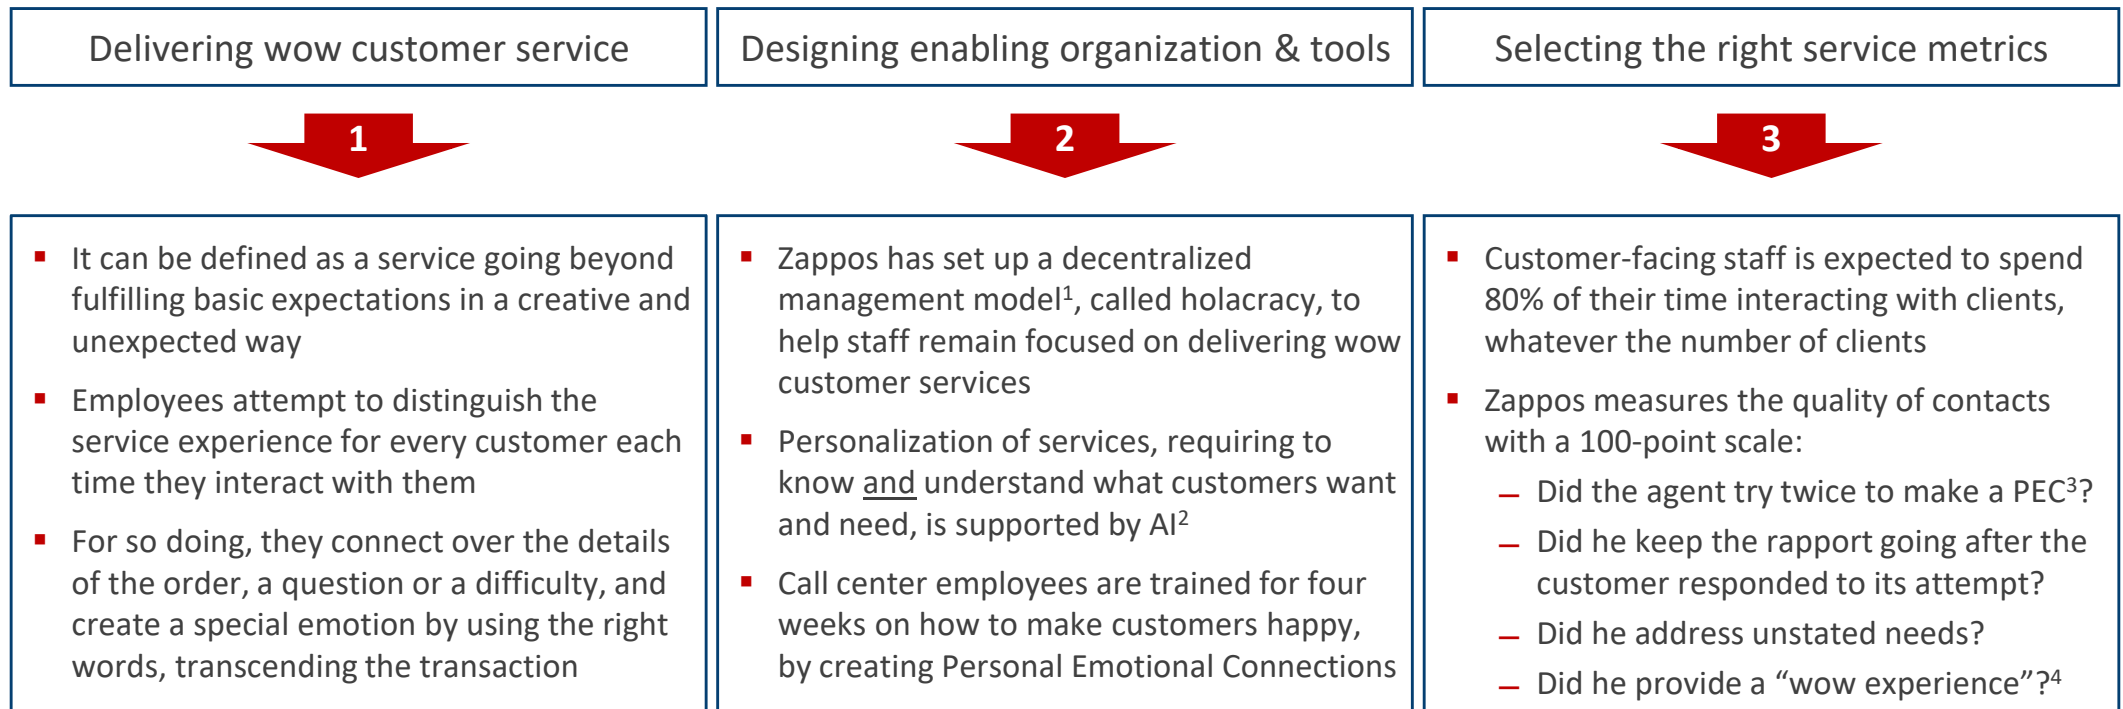 Delivering wow customer service
1
▪ It can be defined as a service going beyond
fulfilling basic expectations in a creative and
unexpected way
▪ Employees attempt to distinguish the
service experience for every customer each
time they interact with them
▪ For so doing, they connect over the details
of the order, a question or a difficulty, and
create a special emotion by using the right
words, transcending the transaction
Designing enabling organization & tools
2
▪ Zappos has set up a decentralized
management model¹, called holacracy, to
help staff remain focused on delivering wow
customer services
▪ Personalization of services, requiring to
know and understand what customers want
and need, is supported by AI²
▪ Call center employees are trained for four
weeks on how to make customers happy,
by creating Personal Emotional Connections
Selecting the right service metrics
3
▪ Customer-facing staff is expected to spend
80% of their time interacting with clients,
whatever the number of clients
▪ Zappos measures the quality of contacts
with a 100-point scale:
– Did the agent try twice to make a PEC³?
– Did he keep the rapport going after the
customer responded to its attempt?
– Did he address unstated needs?
– Did he provide a “wow experience”?⁴